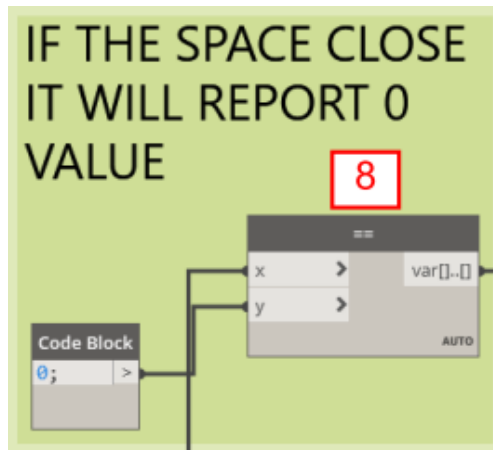 IF THE SPACE CLOSE
IT WILL REPORT 0
VALUE
8
==
x >
var[]..[]
y >
AUTO
Code Block
0; >